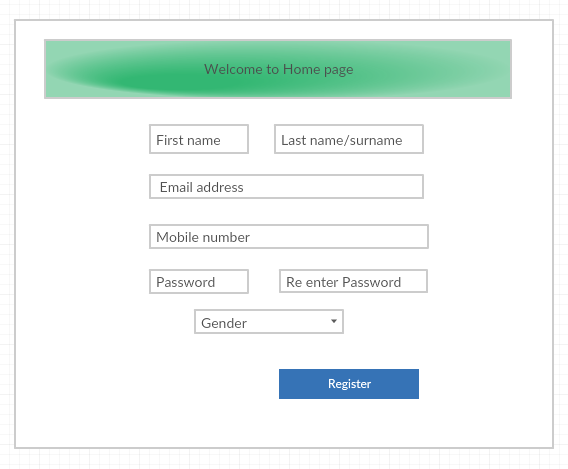 Welcome to Home page
First name
Last name/surname
Email address
Mobile number
Password
Re enter Password
Gender
Register